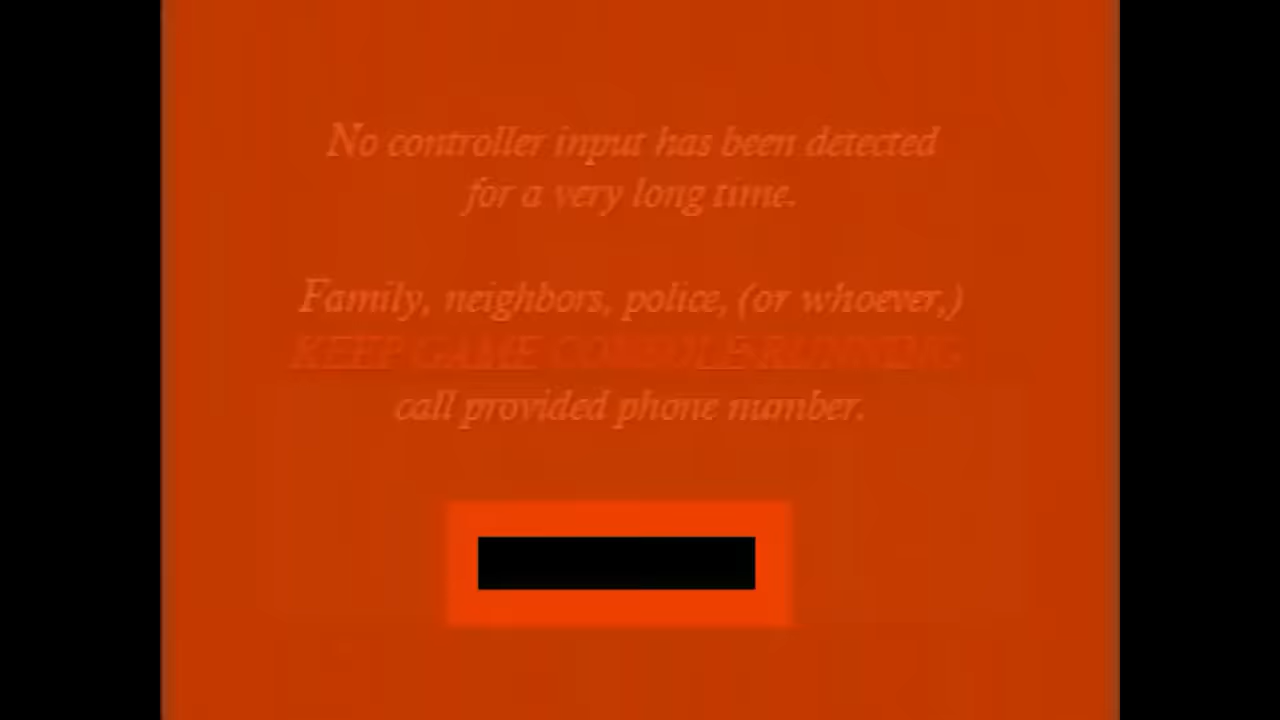 No controller input has been detected
for a very long time.
Family, neighbors, police, (or whoever,)
KEEP GAME CONSOLE RUNNING
call provided phone number.